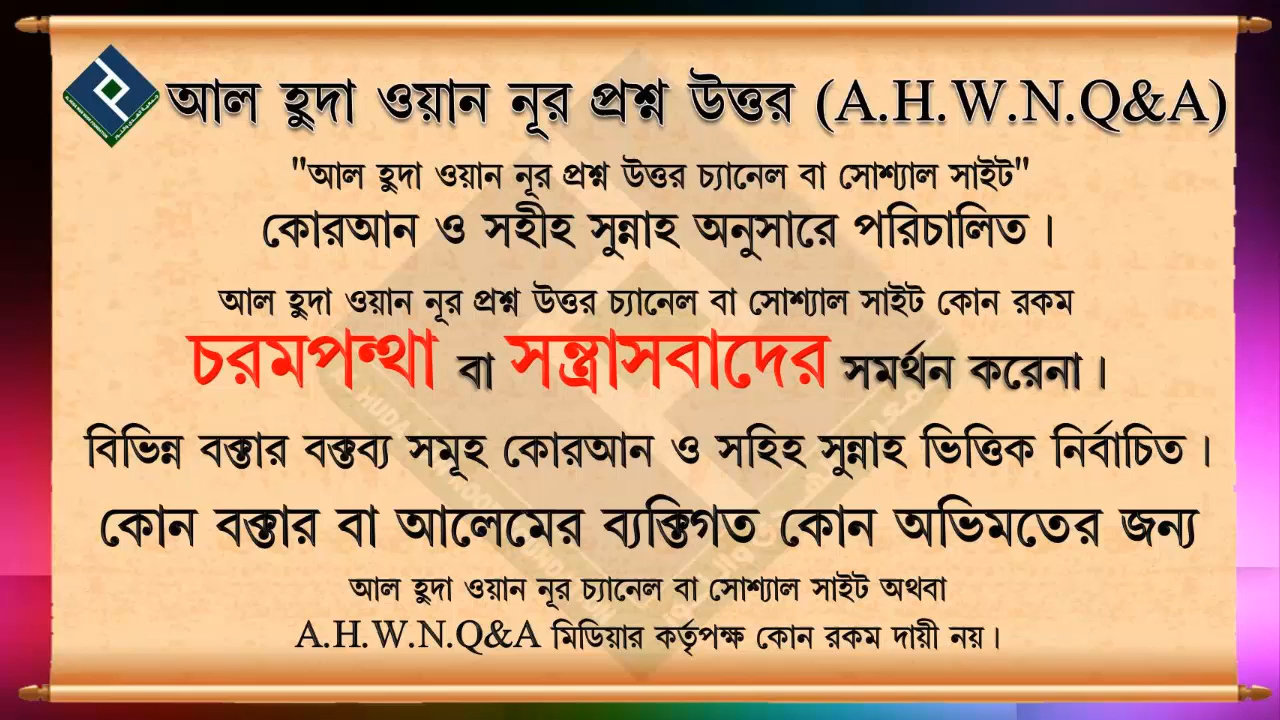 আল হুদা ওয়ান নূর প্রশ্ন উত্তর (A.H.W.N.Q&A)
"আল হুদা ওয়ান নূর প্রশ্ন উত্তর চ্যানেল বা সোশ্যাল সাইট"
কোরআন ও সহীহ সুন্নাহ অনুসারে পরিচালিত।
আল হুদা ওয়ান নূর প্রশ্ন উত্তর চ্যানেল বা সোশ্যাল সাইট কোন রকম
চরমপন্থা বা সন্ত্রাসবাদের সমর্থন করেনা।
বিভিন্ন বক্তার বক্তব্য সমূহ কোরআন ও সহিহ সুন্নাহ ভিত্তিক নির্বাচিত।
কোন বক্তার বা আলেমের ব্যক্তিগত কোন অভিমতের জন্য
আল হুদা ওয়ান নূর চ্যানেল বা সোশ্যাল সাইট অথবা
A.H.W.N.Q&A মিডিয়ার কর্তৃপক্ষ কোন রকম দায়ী নয়।